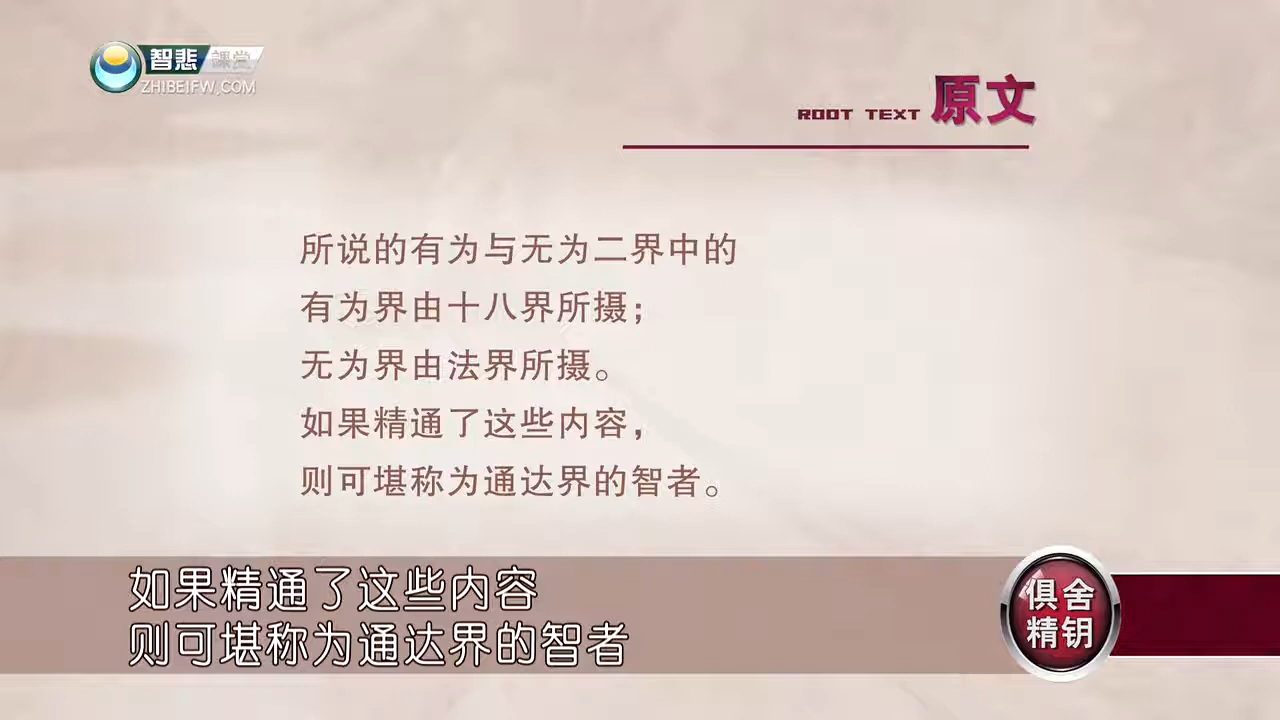 智悲 課堂
ZHIBEIFW.COM
ROOT TEXT 原文
所说的有为与无为二界中的
有为界由十八界所摄；
无为界由法界所摄。
如果精通了这些内容，
则可堪称为通达界的智者。
如果精通了这些内容
则可堪称为通达界的智者
俱舍
精钥